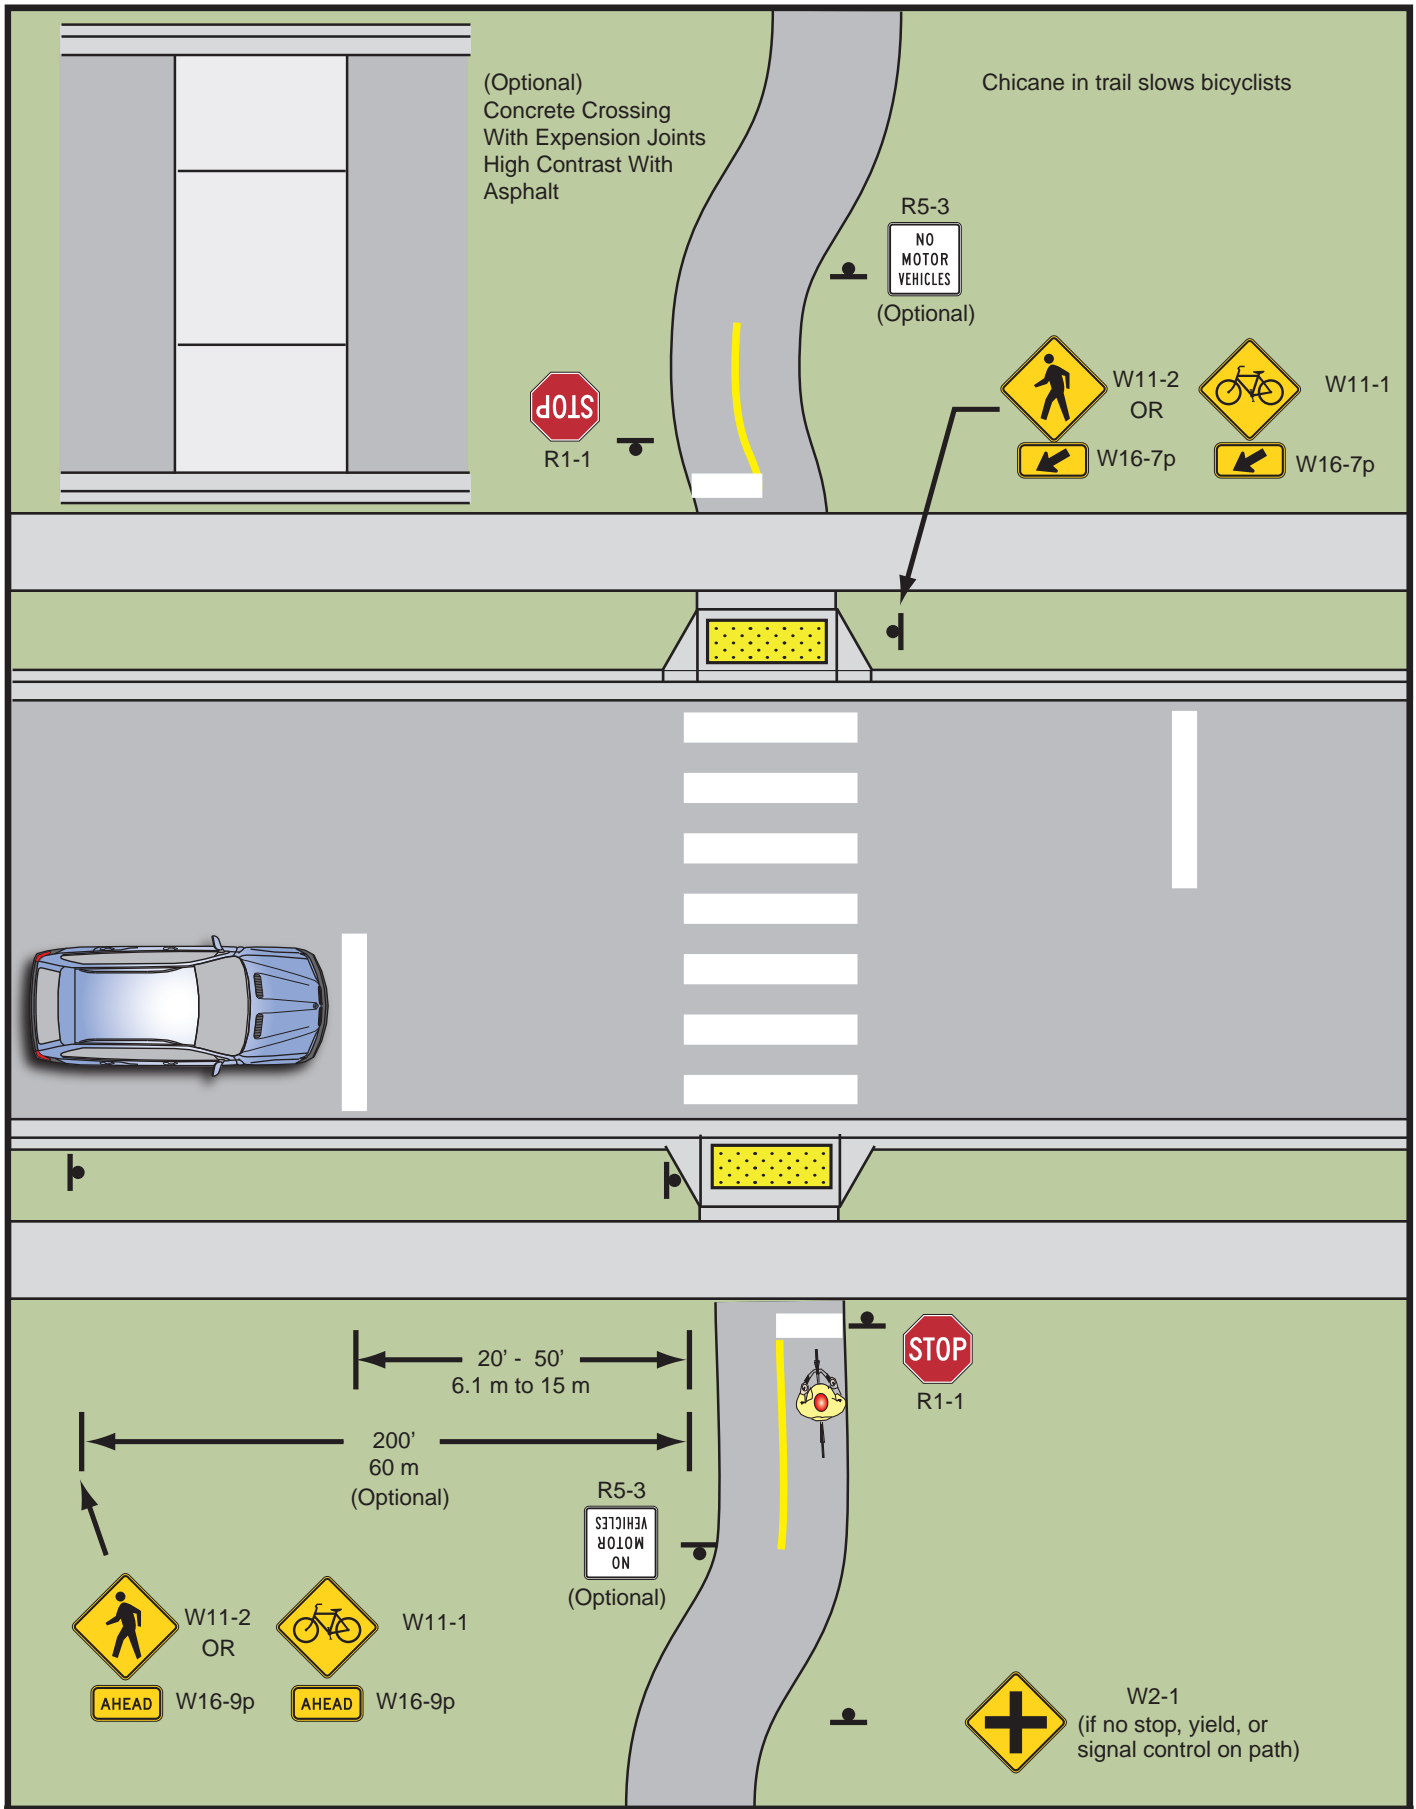 (Optional)
Concrete Crossing
With Expension Joints
High Contrast With
Asphalt
Chicane in trail slows bicyclists
R5-3
NO
MOTOR
VEHICLES
(Optional)
STOP
R1-1
W11-2
OR
W16-7p
W11-1
W16-7p
20' - 50'
6.1 m to 15 m
200'
60 m
(Optional)
STOP
R1-1
R5-3
NO
MOTOR
VEHICLES
(Optional)
W11-2
OR
AHEAD
W16-9p
W11-1
AHEAD
W16-9p
W2-1
(if no stop, yield, or
signal control on path)